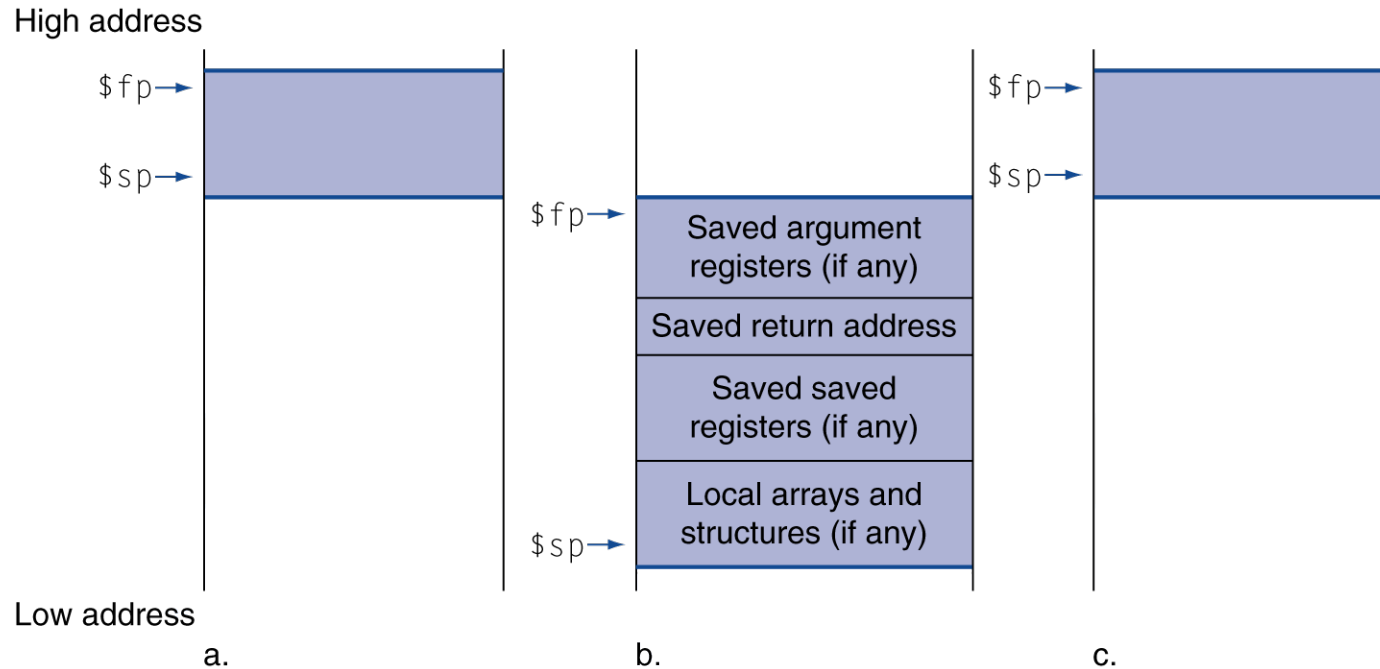 High address
$fp
$sp
$fp
Saved argument
registers (if any)
Saved return address
Saved saved
registers (if any)
Local arrays and
structures (if any)
$sp
$fp
$sp
Low address
a.
b.
c.